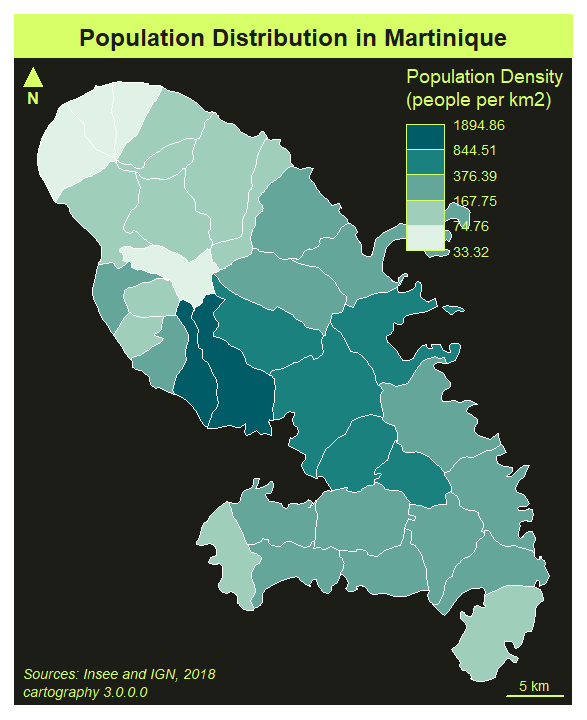 Population Distribution in Martinique
N
Population Density
(people per km2)
1894.86
844.51
376.39
167.75
74.76
33.32
Sources: Insee and IGN, 2018
cartography 3.0.0.0
5 km